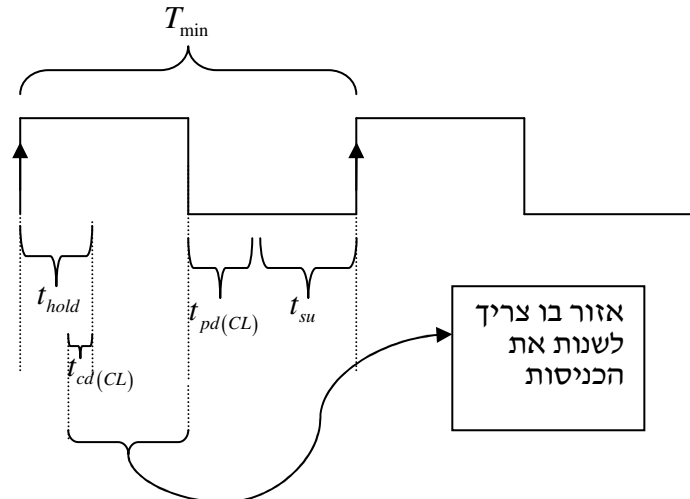 T_min
t_hold
t_pd(CL)
t_su
t_cd(CL)
אזור בו צריך
לשנות את
הכניסות